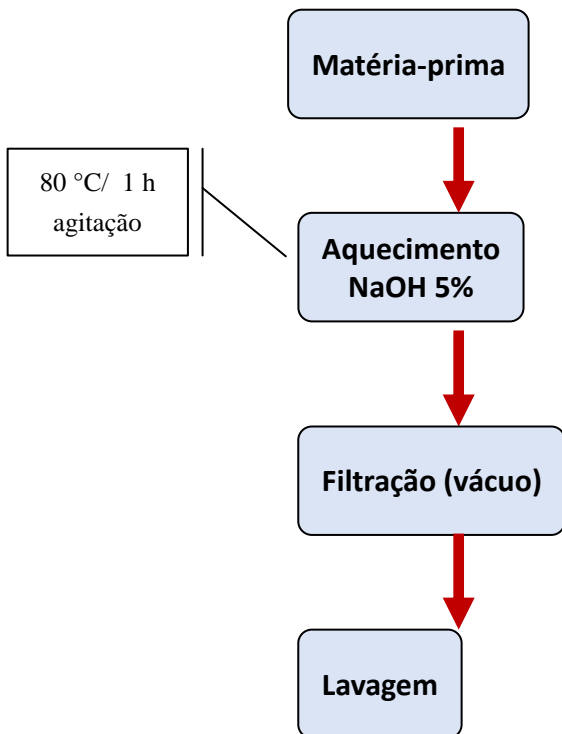 Matéria-prima
80 °C/ 1 h
agitação
Aquecimento
NaOH 5%
Filtração (vácuo)
Lavagem